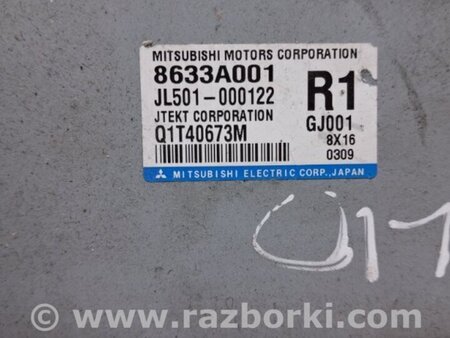 MITSUBISHI MOTORS CORPORATION
8633A001
JL501-000122
JTEKT CORPORATION
Q1T40673M
R1
GJ001
8X16
0309
MITSUBISHI ELECTRIC CORP.,JAPAN
© www.razborki.com